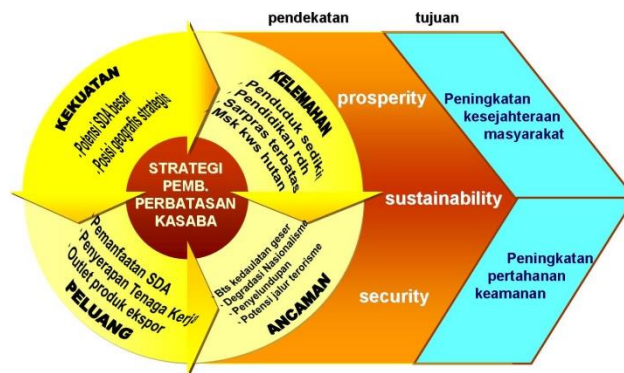 pendekatan
tujuan
KEKUATAN
.Potensi SDA besar
.Posisi geografis strategis
KELEMAHAN
.Penduduk sedikit
.Pendidikan rdh
.Sarpras terbatas
.Msk kws hutan
STRATEGI
PEMB.
PERBATASAN
KASABA
.Pemanfaatan SDA
.Penyerapan Tenaga Kerja
.Outlet produk ekspor
PELUANG
.Bts kedaulatan geser
.Degradasi Nasionalisme
.Penyelundupan
.Potensi jalur terorisme
ANCAMAN
prosperity
sustainability
security
Peningkatan
kesejahteraan
masyarakat
Peningkatan
pertahanan
keamanan